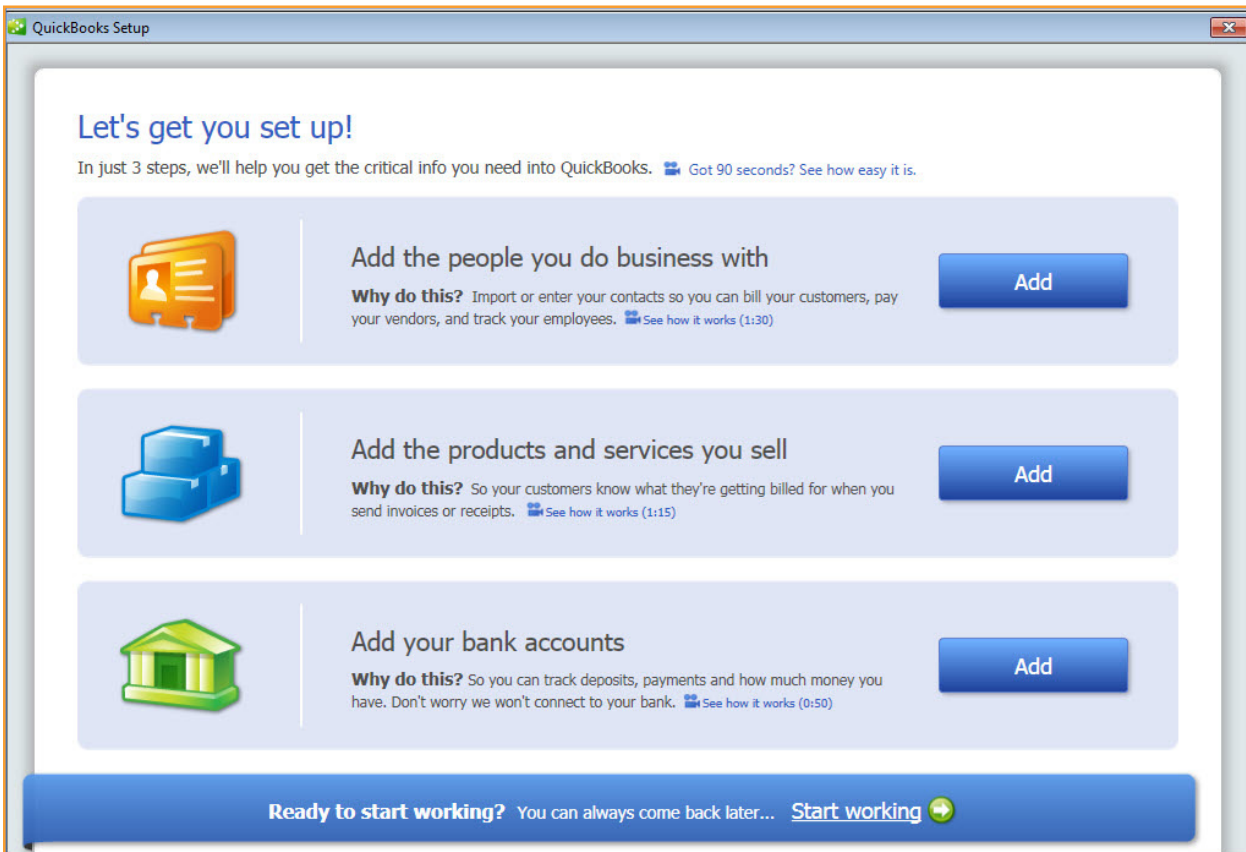 QuickBooks Setup
Let's get you set up!
In just 3 steps, we'll help you get the critical info you need into QuickBooks. Got 90 seconds? See how easy it is.
Add the people you do business with
Why do this? Import or enter your contacts so you can bill your customers, pay
your vendors, and track your employees. See how it works (1:30)
Add
Add the products and services you sell
Why do this? So your customers know what they're getting billed for when you
send invoices or receipts. See how it works (1:15)
Add
Add your bank accounts
Why do this? So you can track deposits, payments and how much money you
have. Don't worry we won't connect to your bank. See how it works (0:50)
Add
Ready to start working? You can always come back later... Start working